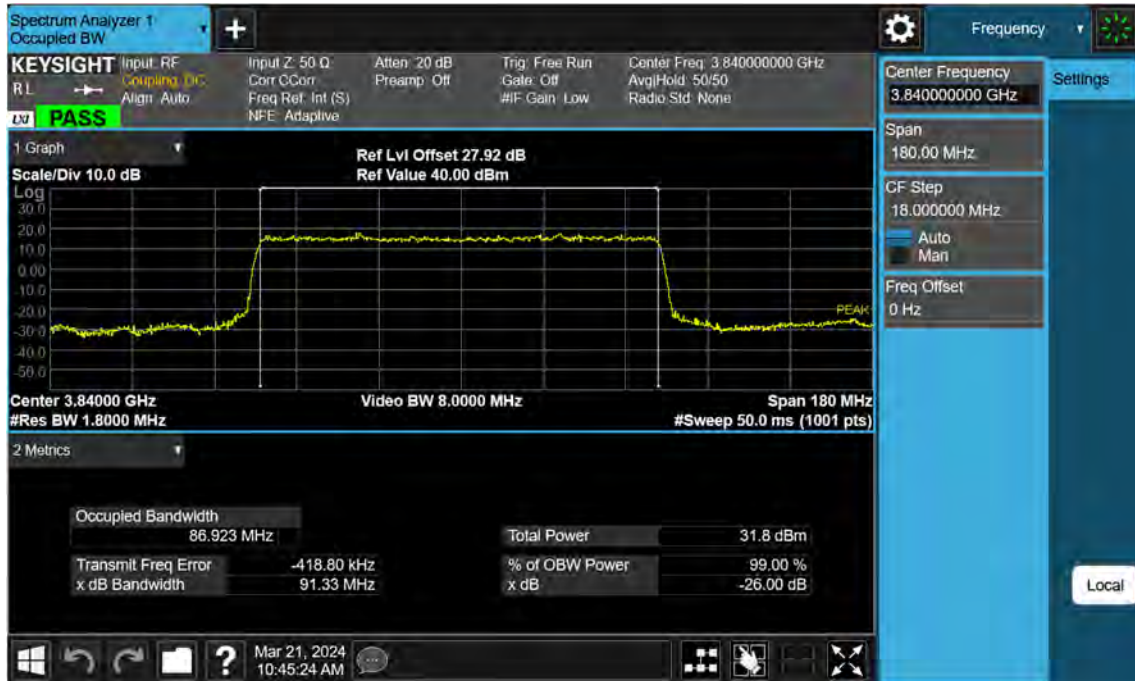 Spectrum Analyzer 1
Occupied BW
+
Frequency
KEYSIGHT
RL
LXI
PASS
Input: RF
Coupling: DC
Align: Auto
Input Z: 50 Ω
Corr CCorr
Freq Ref: Int (S)
NFE: Adaptive
Atten: 20 dB
Preamp: Off
Trig: Free Run
Gate: Off
#IF Gain: Low
Center Freq: 3.840000000 GHz
Avg|Hold: 50/50
Radio Std: None
Center Frequency
3.840000000 GHz
Settings
Span
180.00 MHz
CF Step
18.000000 MHz
Auto
Man
Freq Offset
0 Hz
1 Graph
Scale/Div 10.0 dB
Ref Lvl Offset 27.92 dB
Ref Value 40.00 dBm
Log
30.0
20.0
10.0
0.00
-10.0
-20.0
-30.0
-40.0
-50.0
PEAK
Center 3.84000 GHz
#Res BW 1.8000 MHz
Video BW 8.0000 MHz
Span 180 MHz
#Sweep 50.0 ms (1001 pts)
2 Metrics
Occupied Bandwidth
86.923 MHz
Total Power 31.8 dBm
Transmit Freq Error -418.80 kHz
% of OBW Power 99.00 %
x dB Bandwidth 91.33 MHz
x dB -26.00 dB
Local
?
Mar 21, 2024
10:45:24 AM